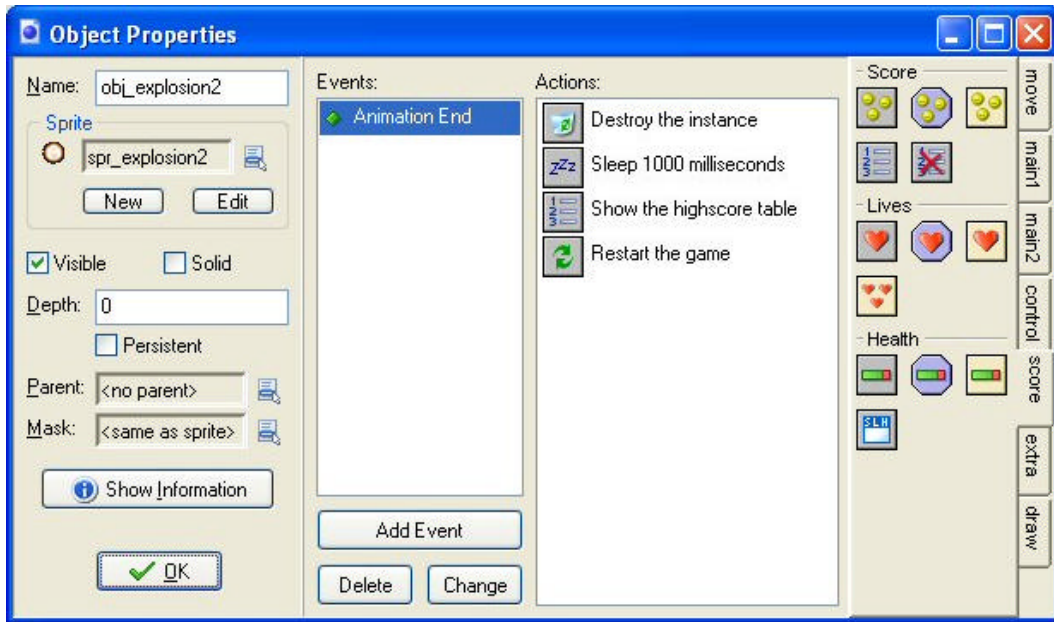 Object Properties
Name: obj_explosion2
Sprite
spr_explosion2
New Edit
Visible Solid
Depth: 0
Persistent
Parent: <no parent>
Mask: <same as sprite>
Show Information
OK
Events:
Animation End
Add Event
Delete Change
Actions:
Destroy the instance
Sleep 1000 milliseconds
Show the highscore table
Restart the game
Score
Lives
Health
SLH
move
main1
main2
control
score
extra
draw